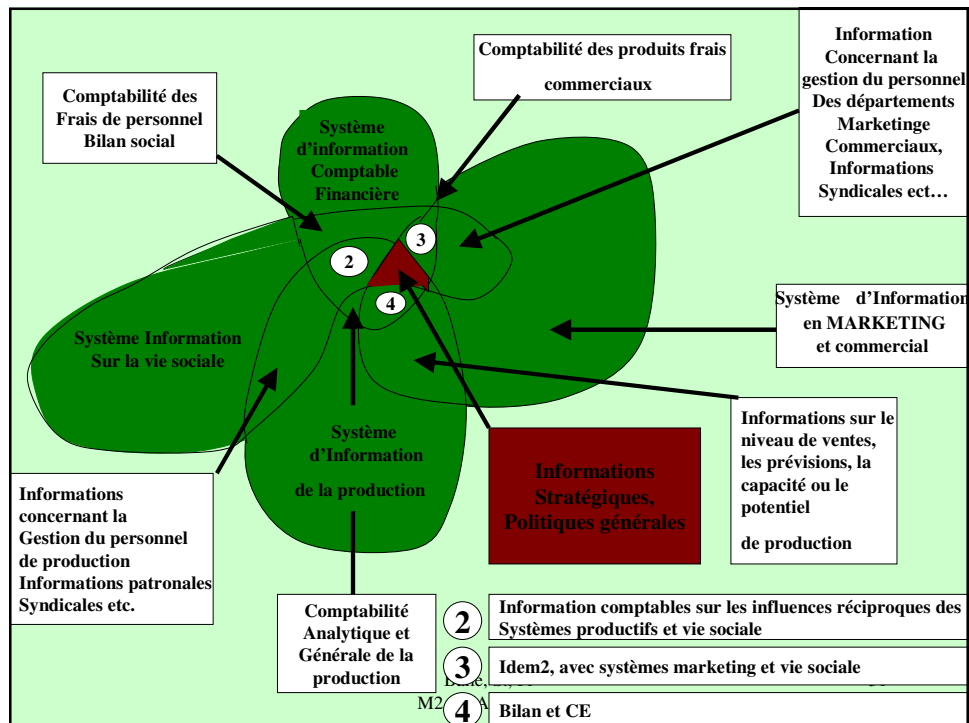 Comptabilité des produits frais
commerciaux
Information
Concernant la
gestion du personnel
Des départements
Marketinge
Commerciaux,
Informations
Syndicales ect…
Comptabilité des
Frais de personnel
Bilan social
Système
d'information
Comptable
Financière
3
2
4
Système d'Information
en MARKETING
et commercial
Système Information
Sur la vie sociale
Système
d'Information
de la production
Informations
Stratégiques,
Politiques générales
Informations sur le
niveau de ventes,
les prévisions, la
capacité ou le
potentiel
de production
Informations
concernant la
Gestion du personnel
de production
Informations patronales
Syndicales etc.
Comptabilité
Analytique et
Générale de la
production
2 Information comptables sur les influences réciproques des
Systèmes productifs et vie sociale
3 Idem2, avec systèmes marketing et vie sociale
M2
4 Bilan et CE